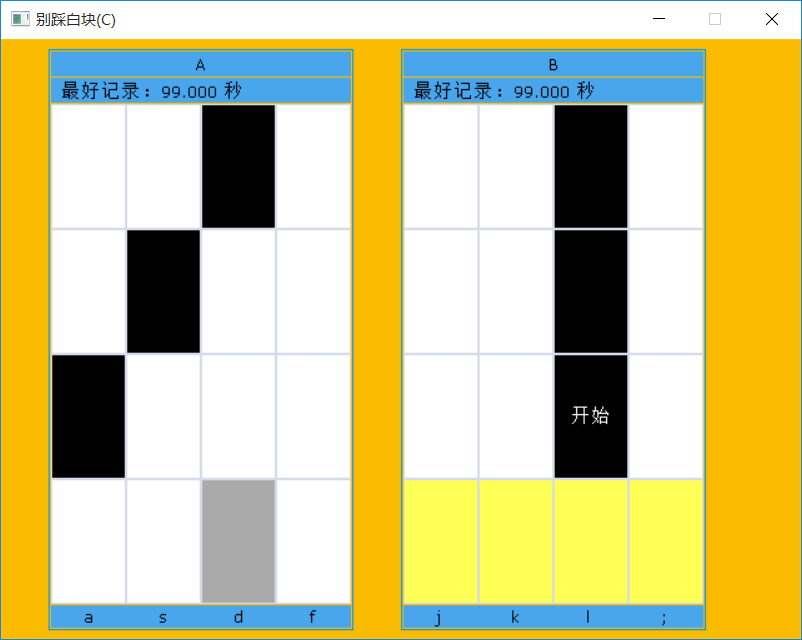 别踩白块(C)
A
最好记录：99.000 秒
a s d f
B
最好记录：99.000 秒
开始
j k l ;